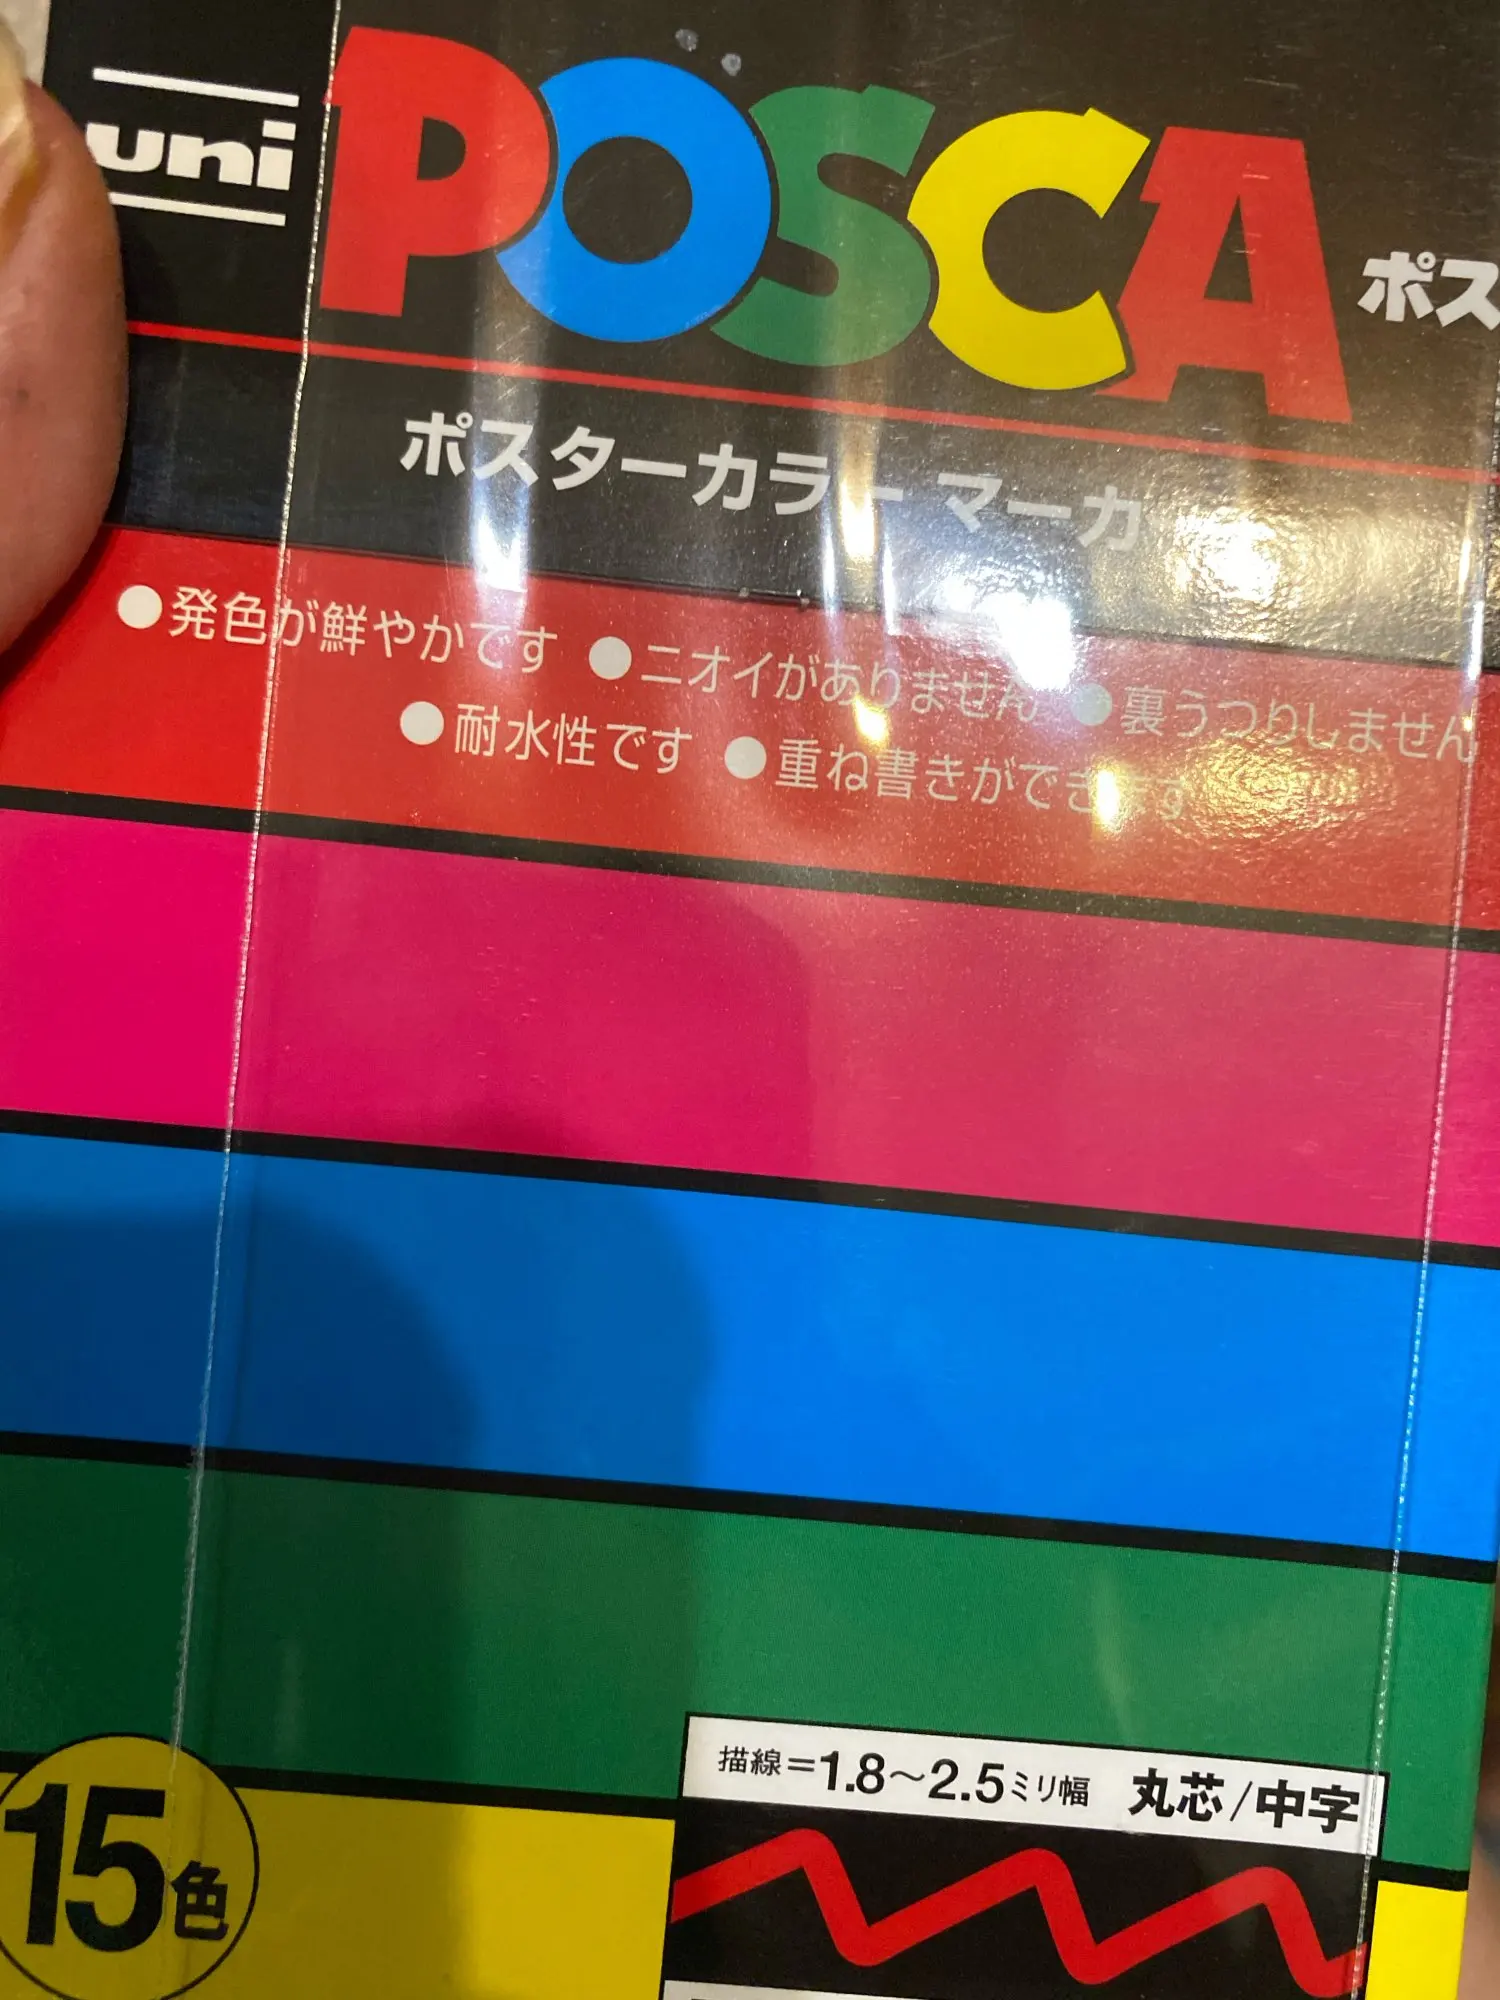 uni
POSCA
ポス
ポスターカラー マーカ
●発色が鮮やかです ●ニオイがありません ●裏うつりしません
●耐水性です ●重ね書きができます
描線=1.8〜2.5ミリ幅 丸芯/中字
15色